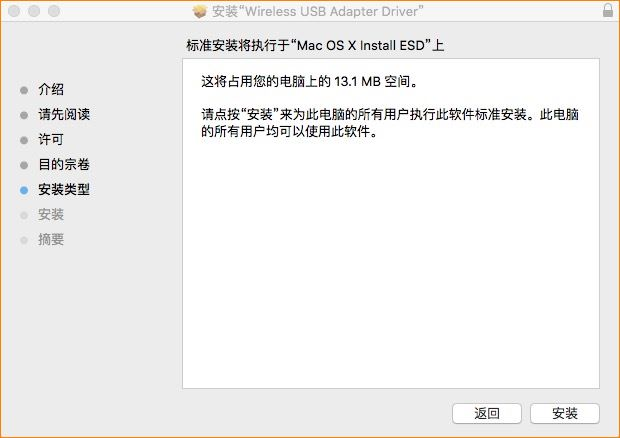 安装“Wireless USB Adapter Driver”
标准安装将执行于“Mac OS X Install ESD”上
介绍
请先阅读
许可
目的宗卷
安装类型
安装
摘要
这将占用您的电脑上的 13.1 MB 空间。
请点按“安装”来为此电脑的所有用户执行此软件标准安装。此电脑
的所有用户均可以使用此软件。
返回
安装